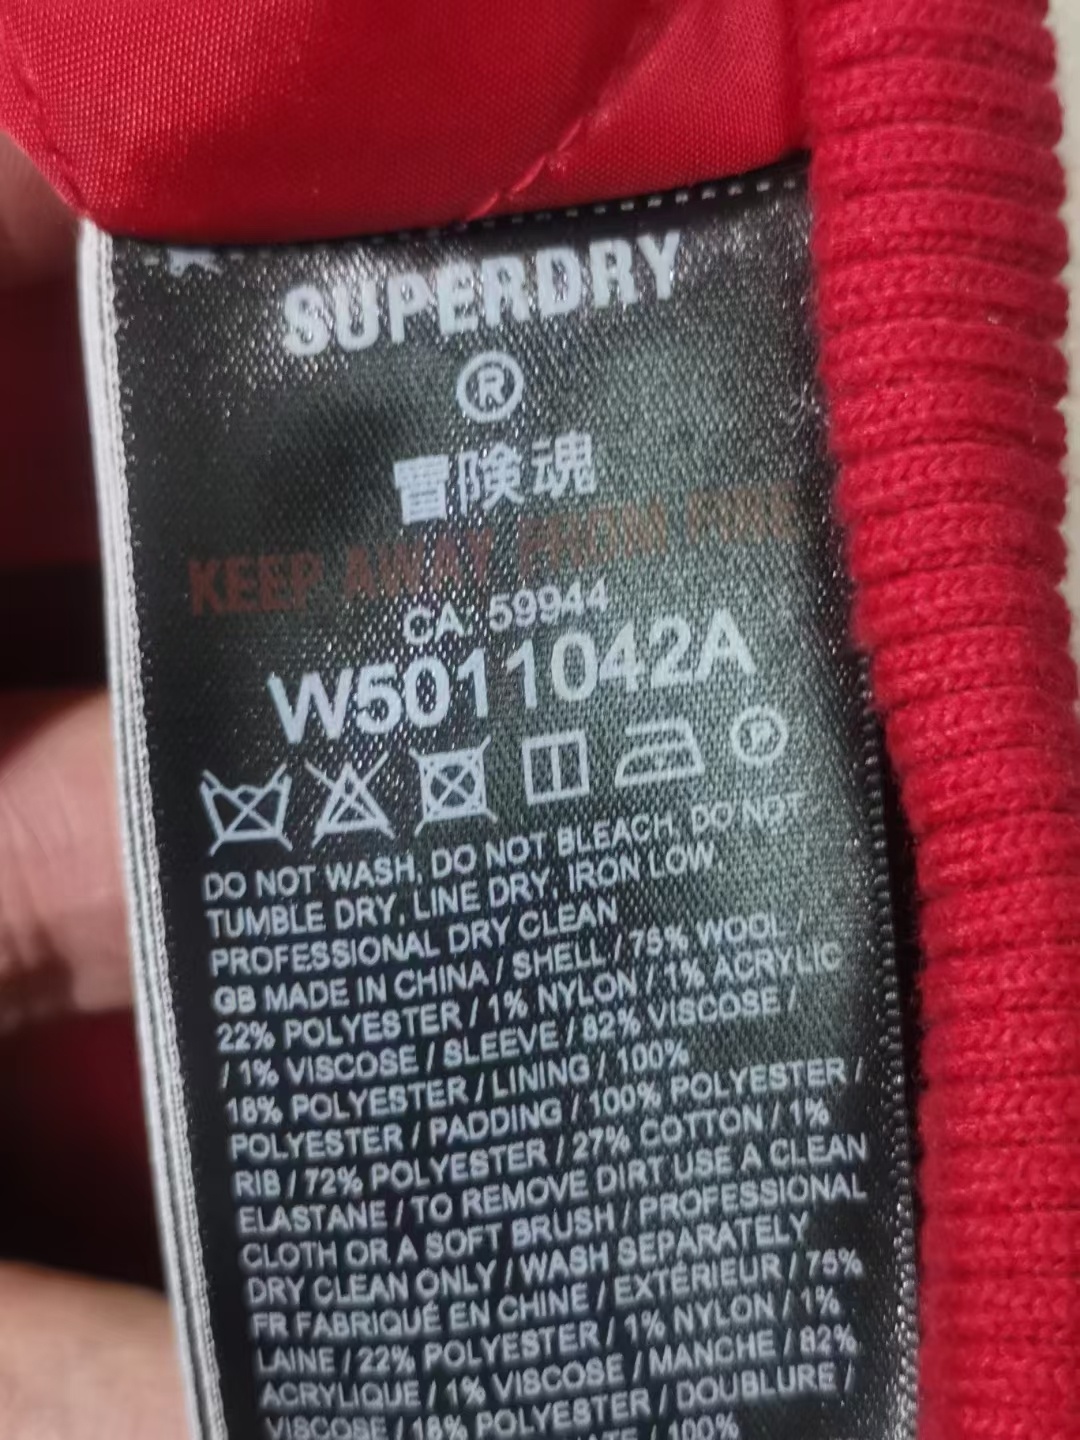 SUPERDRY
®
冒険魂
KEEP AWAY FROM FIRE
CA: 59944
W5011042A
P
DO NOT WASH, DO NOT BLEACH, DO NOT
TUMBLE DRY, LINE DRY, IRON LOW,
PROFESSIONAL DRY CLEAN
GB MADE IN CHINA / SHELL / 75% WOOL /
22% POLYESTER / 1% NYLON / 1% ACRYLIC
/ 1% VISCOSE / SLEEVE / 82% VISCOSE /
18% POLYESTER / LINING / 100%
POLYESTER / PADDING / 100% POLYESTER /
RIB / 72% POLYESTER / 27% COTTON / 1%
ELASTANE / TO REMOVE DIRT USE A CLEAN
CLOTH OR A SOFT BRUSH / PROFESSIONAL
DRY CLEAN ONLY / WASH SEPARATELY
FR FABRIQUÉ EN CHINE / EXTÉRIEUR / 75%
LAINE / 22% POLYESTER / 1% NYLON / 1%
ACRYLIQUE / 1% VISCOSE / MANCHE / 82%
VISCOSE / 18% POLYESTER / DOUBLURE /
/ 100%